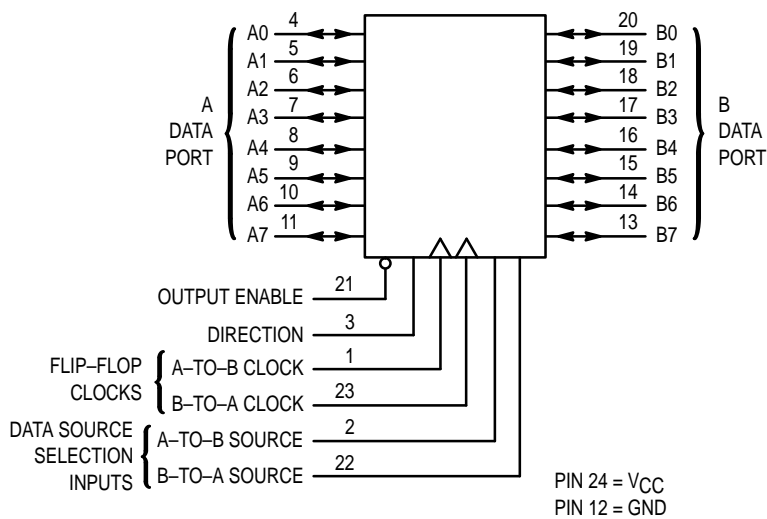 A
DATA
PORT
A0 4
A1 5
A2 6
A3 7
A4 8
A5 9
A6 10
A7 11
20 B0
19 B1
18 B2
17 B3
16 B4
15 B5
14 B6
13 B7
B
DATA
PORT
OUTPUT ENABLE 21
DIRECTION 3
FLIP–FLOP
CLOCKS
A–TO–B CLOCK 1
B–TO–A CLOCK 23
DATA SOURCE
SELECTION
INPUTS
A–TO–B SOURCE 2
B–TO–A SOURCE 22
PIN 24 = VCC
PIN 12 = GND